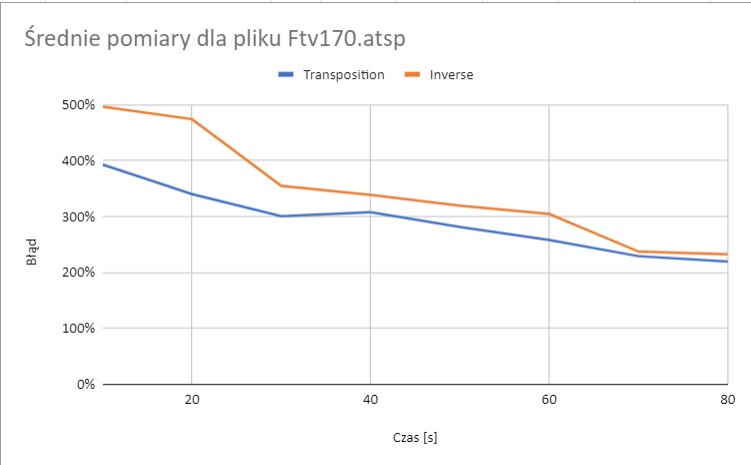 Średnie pomiary dla pliku Ftv170.atsp
Transposition Inverse
500%
400%
300%
200%
100%
0%
Błąd
20 40 60 80
Czas [s]